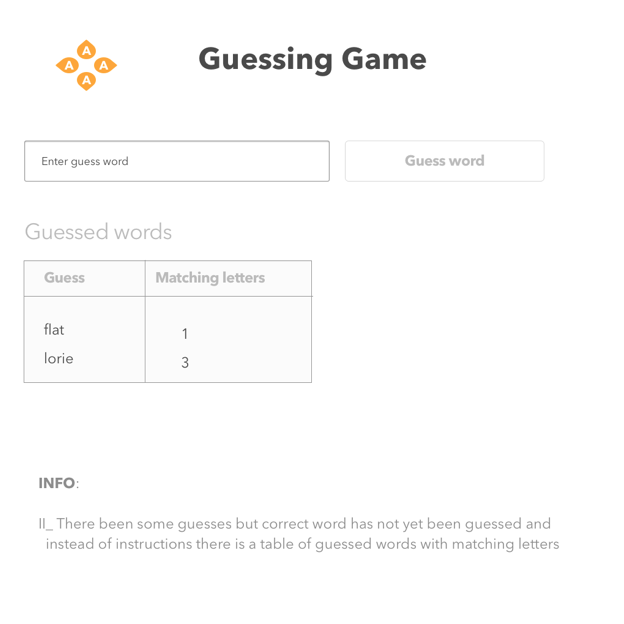 A
A A
A
Guessing Game
Enter guess word
Guess word
Guessed words
Guess Matching letters
flat 1
lorie 3
INFO:
II_ There been some guesses but correct word has not yet been guessed and
instead of instructions there is a table of guessed words with matching letters